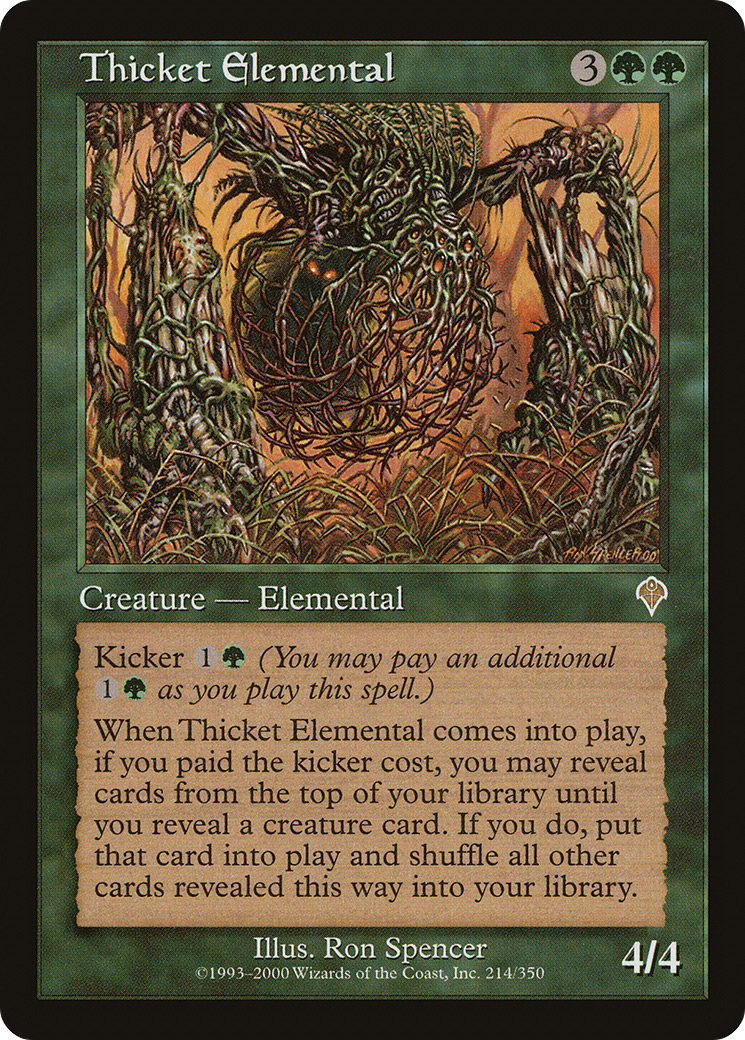 Thicket Elemental 3
Creature — Elemental
Kicker 1 (You may pay an additional
1 as you play this spell.)
When Thicket Elemental comes into play,
if you paid the kicker cost, you may reveal
cards from the top of your library until
you reveal a creature card. If you do, put
that card into play and shuffle all other
cards revealed this way into your library.
Illus. Ron Spencer
©1993–2000 Wizards of the Coast, Inc. 214/350
4/4
RON SPENCER.00